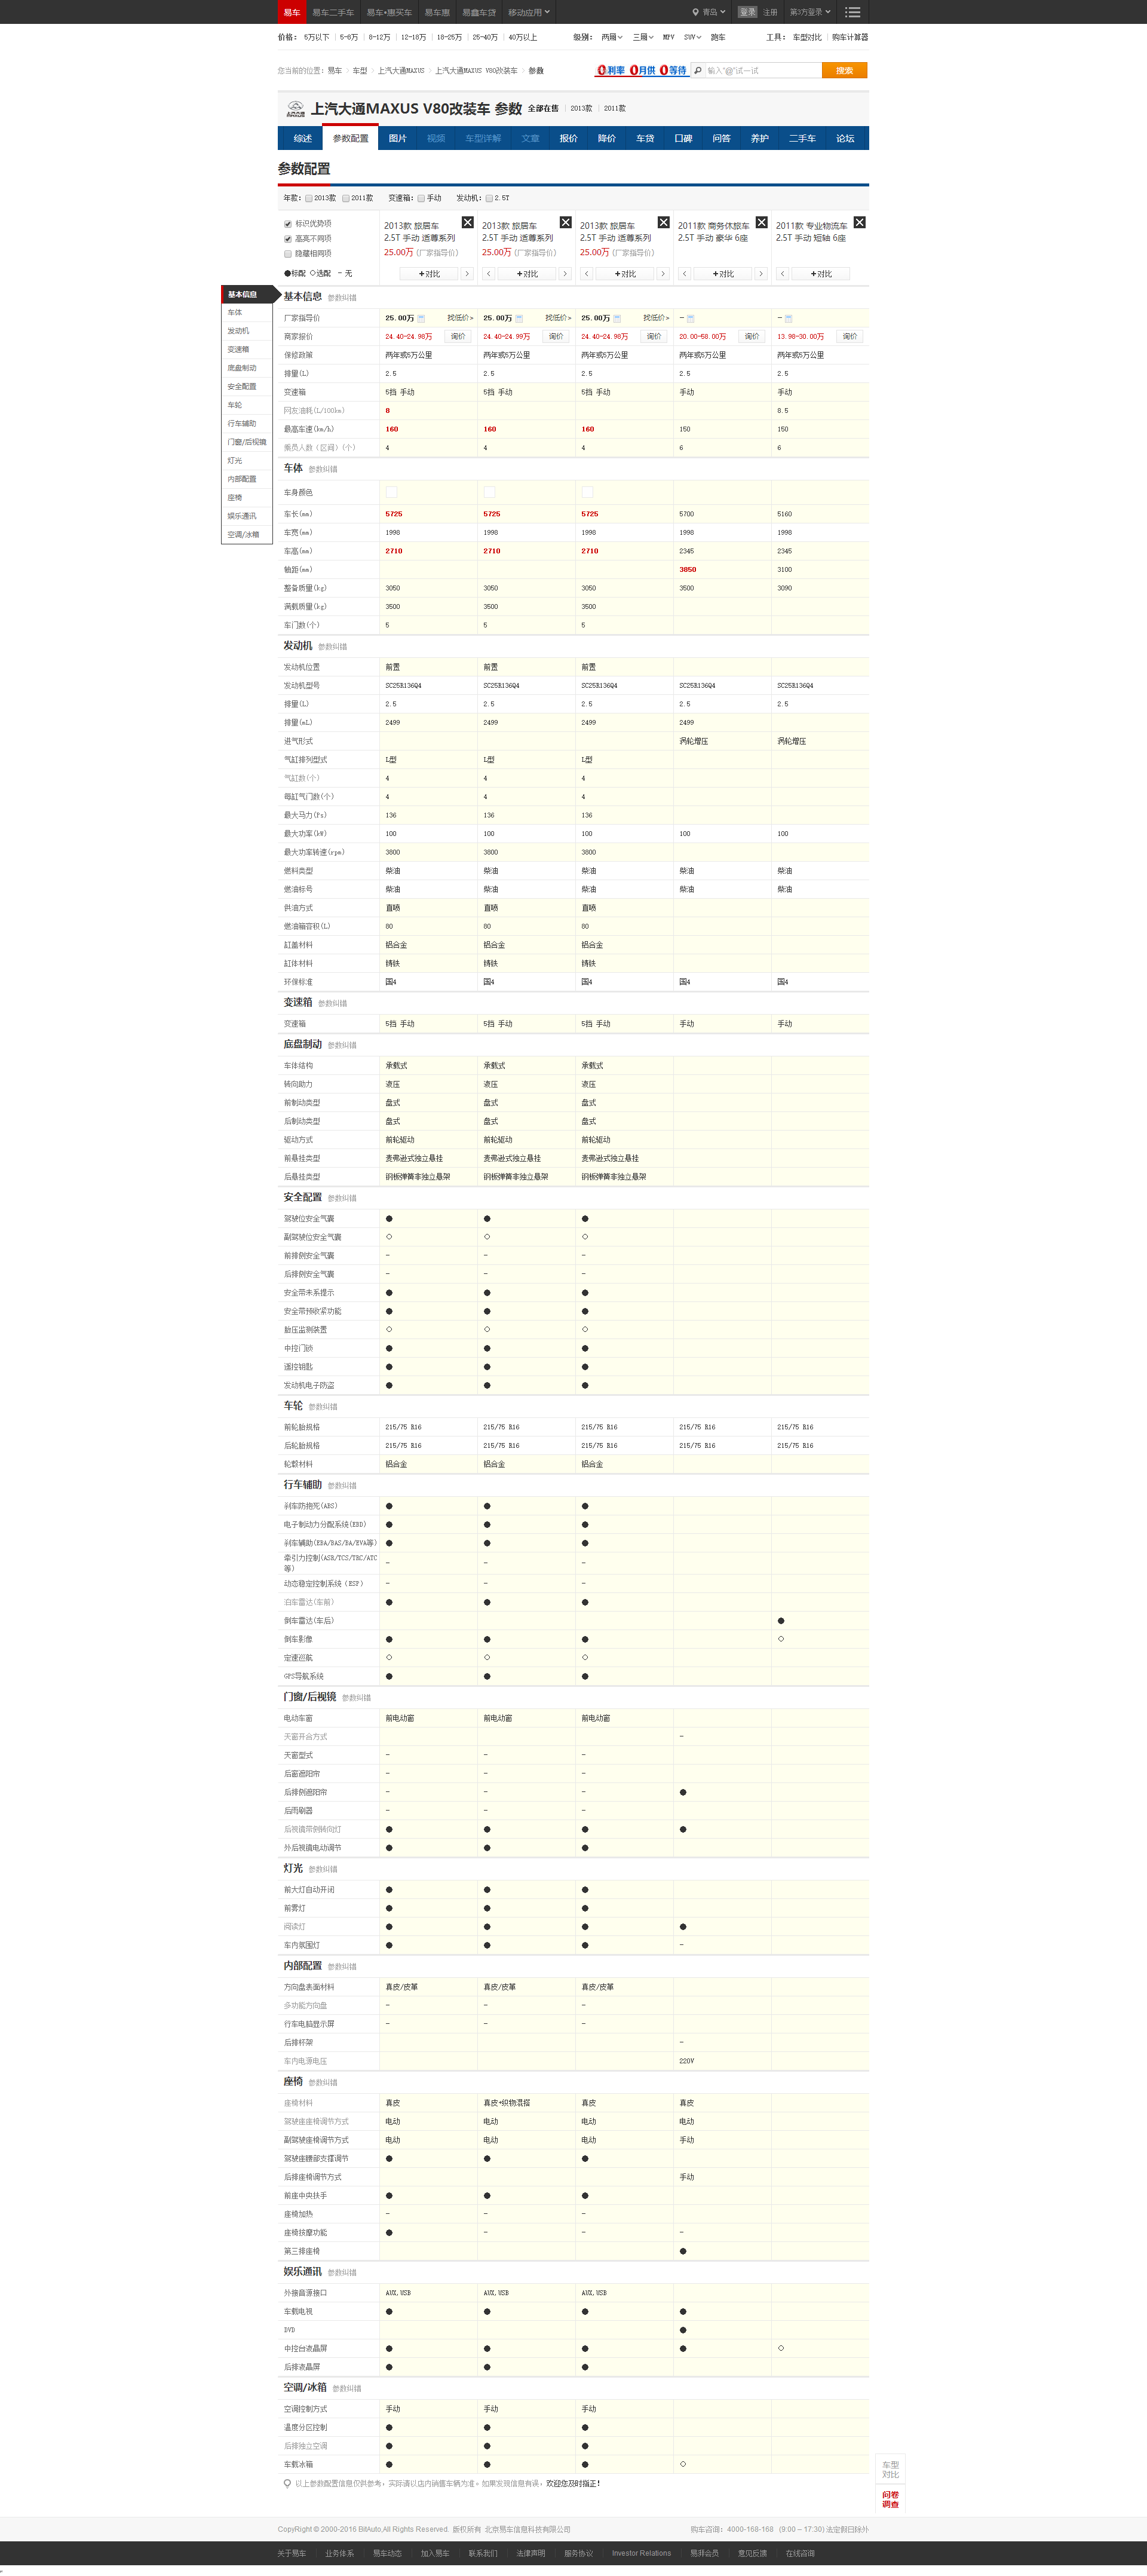 易车 易车二手车 易车•惠买车 易车惠 易鑫车贷 移动应用 青岛 登录 注册 第3方登录
价格: 5万以下 5-8万 8-12万 12-18万 18-25万 25-40万 40万以上 级别: 两厢 三厢 MPV SUV 跑车 工具: 车型对比 购车计算器
您当前的位置: 易车 > 车型 > 上汽大通MAXUS > 上汽大通MAXUS V80改装车 > 参数 0利率 0月供 0等待 输入"@"试一试 搜索
上汽大通MAXUS V80改装车 参数 全部在售 2013款 2011款
综述 参数配置 图片 视频 车型详解 文章 报价 降价 车贷 口碑 问答 养护 二手车 论坛
参数配置
年款: 2013款 2011款 变速箱: 手动 发动机: 2.5T
标识优势项
高亮不同项
隐藏相同项
●标配 ○选配 - 无
2013款 旅居车 2.5T 手动 适尊系列 25.00万 (厂家指导价) +对比
2013款 旅居车 2.5T 手动 适尊系列 25.00万 (厂家指导价) +对比
2013款 旅居车 2.5T 手动 适尊系列 25.00万 (厂家指导价) +对比
2011款 商务休旅车 2.5T 手动 豪华 6座 +对比
2011款 专业物流车 2.5T 手动 短轴 6座 +对比
基本信息
车体
发动机
变速箱
底盘制动
安全配置
车轮
行车辅助
门窗/后视镜
灯光
内部配置
座椅
娱乐通讯
空调/冰箱
基本信息 参数纠错
厂家指导价 25.00万 找低价> 25.00万 找低价> 25.00万 找低价> - -
商家报价 24.40-24.98万 询价 24.40-24.99万 询价 24.40-24.98万 询价 20.00-58.00万 询价 13.98-30.00万 询价
保修政策 两年或5万公里 两年或5万公里 两年或5万公里 两年或5万公里 两年或5万公里
排量(L) 2.5 2.5 2.5 2.5 2.5
变速箱 5挡 手动 5挡 手动 5挡 手动 手动 手动
网友油耗(L/100km) 8 8.5
最高车速(km/h) 160 160 160 150 150
乘员人数（区间）(个) 4 4 4 6 6
车体 参数纠错
车身颜色
车长(mm) 5725 5725 5725 5700 5160
车宽(mm) 1998 1998 1998 1998 1998
车高(mm) 2710 2710 2710 2345 2345
轴距(mm) 3850 3100
整备质量(kg) 3050 3050 3050 3500 3090
满载质量(kg) 3500 3500 3500
车门数(个) 5 5 5
发动机 参数纠错
发动机位置 前置 前置 前置
发动机型号 SC25R136Q4 SC25R136Q4 SC25R136Q4 SC25R136Q4 SC25R136Q4
排量(L) 2.5 2.5 2.5 2.5 2.5
排量(mL) 2499 2499 2499 2499
进气形式 涡轮增压 涡轮增压
气缸排列型式 L型 L型 L型
气缸数(个) 4 4 4
每缸气门数(个) 4 4 4
最大马力(Ps) 136 136 136
最大功率(kW) 100 100 100 100 100
最大功率转速(rpm) 3800 3800 3800
燃料类型 柴油 柴油 柴油 柴油 柴油
燃油标号 柴油 柴油 柴油 柴油 柴油
供油方式 直喷 直喷 直喷
燃油箱容积(L) 80 80 80
缸盖材料 铝合金 铝合金 铝合金
缸体材料 铸铁 铸铁 铸铁
环保标准 国4 国4 国4 国4 国4
变速箱 参数纠错
变速箱 5挡 手动 5挡 手动 5挡 手动 手动 手动
底盘制动 参数纠错
车体结构 承载式 承载式 承载式
转向助力 液压 液压 液压
前制动类型 盘式 盘式 盘式
后制动类型 盘式 盘式 盘式
驱动方式 前轮驱动 前轮驱动 前轮驱动
前悬挂类型 麦弗逊式独立悬挂 麦弗逊式独立悬挂 麦弗逊式独立悬挂
后悬挂类型 钢板弹簧非独立悬架 钢板弹簧非独立悬架 钢板弹簧非独立悬架
安全配置 参数纠错
驾驶位安全气囊 ● ● ●
副驾驶位安全气囊 ○ ○ ○
前排侧安全气囊 - - -
后排侧安全气囊 - - -
安全带未系提示 ● ● ●
安全带预收紧功能 ● ● ●
胎压监测装置 ○ ○ ○
中控门锁 ● ● ●
遥控钥匙 ● ● ●
发动机电子防盗 ● ● ●
车轮 参数纠错
前轮胎规格 215/75 R16 215/75 R16 215/75 R16 215/75 R16 215/75 R16
后轮胎规格 215/75 R16 215/75 R16 215/75 R16 215/75 R16 215/75 R16
轮毂材料 铝合金 铝合金 铝合金
行车辅助 参数纠错
刹车防抱死(ABS) ● ● ●
电子制动力分配系统(EBD) ● ● ●
刹车辅助(EBA/BAS/BA/EVA等) ● ● ●
牵引力控制(ASR/TCS/TRC/ATC等) - - -
动态稳定控制系统（ESP） - - -
泊车雷达(车前) ● ● ●
倒车雷达(车后) ●
倒车影像 ● ● ● ○
定速巡航 ○ ○ ○
GPS导航系统 ● ● ●
门窗/后视镜 参数纠错
电动车窗 前电动窗 前电动窗 前电动窗
天窗开合方式 -
天窗型式 - - -
后窗遮阳帘 - - -
后排侧遮阳帘 - - - ●
后雨刷器 - - -
后视镜带侧转向灯 ● ● ● ●
外后视镜电动调节 ● ● ●
灯光 参数纠错
前大灯自动开闭 ● ● ●
前雾灯 ● ● ●
阅读灯 ● ● ● ●
车内氛围灯 ● ● ● -
内部配置 参数纠错
方向盘表面材料 真皮/皮革 真皮/皮革 真皮/皮革
多功能方向盘 - - -
行车电脑显示屏 - - -
后排杯架 -
车内电源电压 220V
座椅 参数纠错
座椅材料 真皮 真皮+织物混搭 真皮 真皮
驾驶座座椅调节方式 电动 电动 电动 电动
副驾驶座椅调节方式 电动 电动 电动 手动
驾驶座腰部支撑调节 ● ● ●
后排座椅调节方式 手动
前座中央扶手 ● ● ●
座椅加热 - - -
座椅按摩功能 ● - - -
第三排座椅 ●
娱乐通讯 参数纠错
外接音源接口 AUX,USB AUX,USB AUX,USB
车载电视 ● ● ● ●
DVD ●
中控台液晶屏 ● ● ● ● ○
后排液晶屏 ● ● ●
空调/冰箱 参数纠错
空调控制方式 手动 手动 手动
温度分区控制 ● ● ●
后排独立空调 ● ● ●
车载冰箱 ● ● ● ○
以上参数配置信息仅供参考，实际请以店内销售车辆为准。如果发现信息有误，欢迎您及时指正！
车型对比
问卷调查
CopyRight © 2000-2016 BitAuto,All Rights Reserved. 版权所有 北京易车信息科技有限公司 购车咨询：4000-168-168 (9:00 – 17:30) 法定假日除外
关于易车 业务体系 易车动态 加入易车 联系我们 法律声明 服务协议 Investor Relations 易湃会员 意见反馈 在线咨询